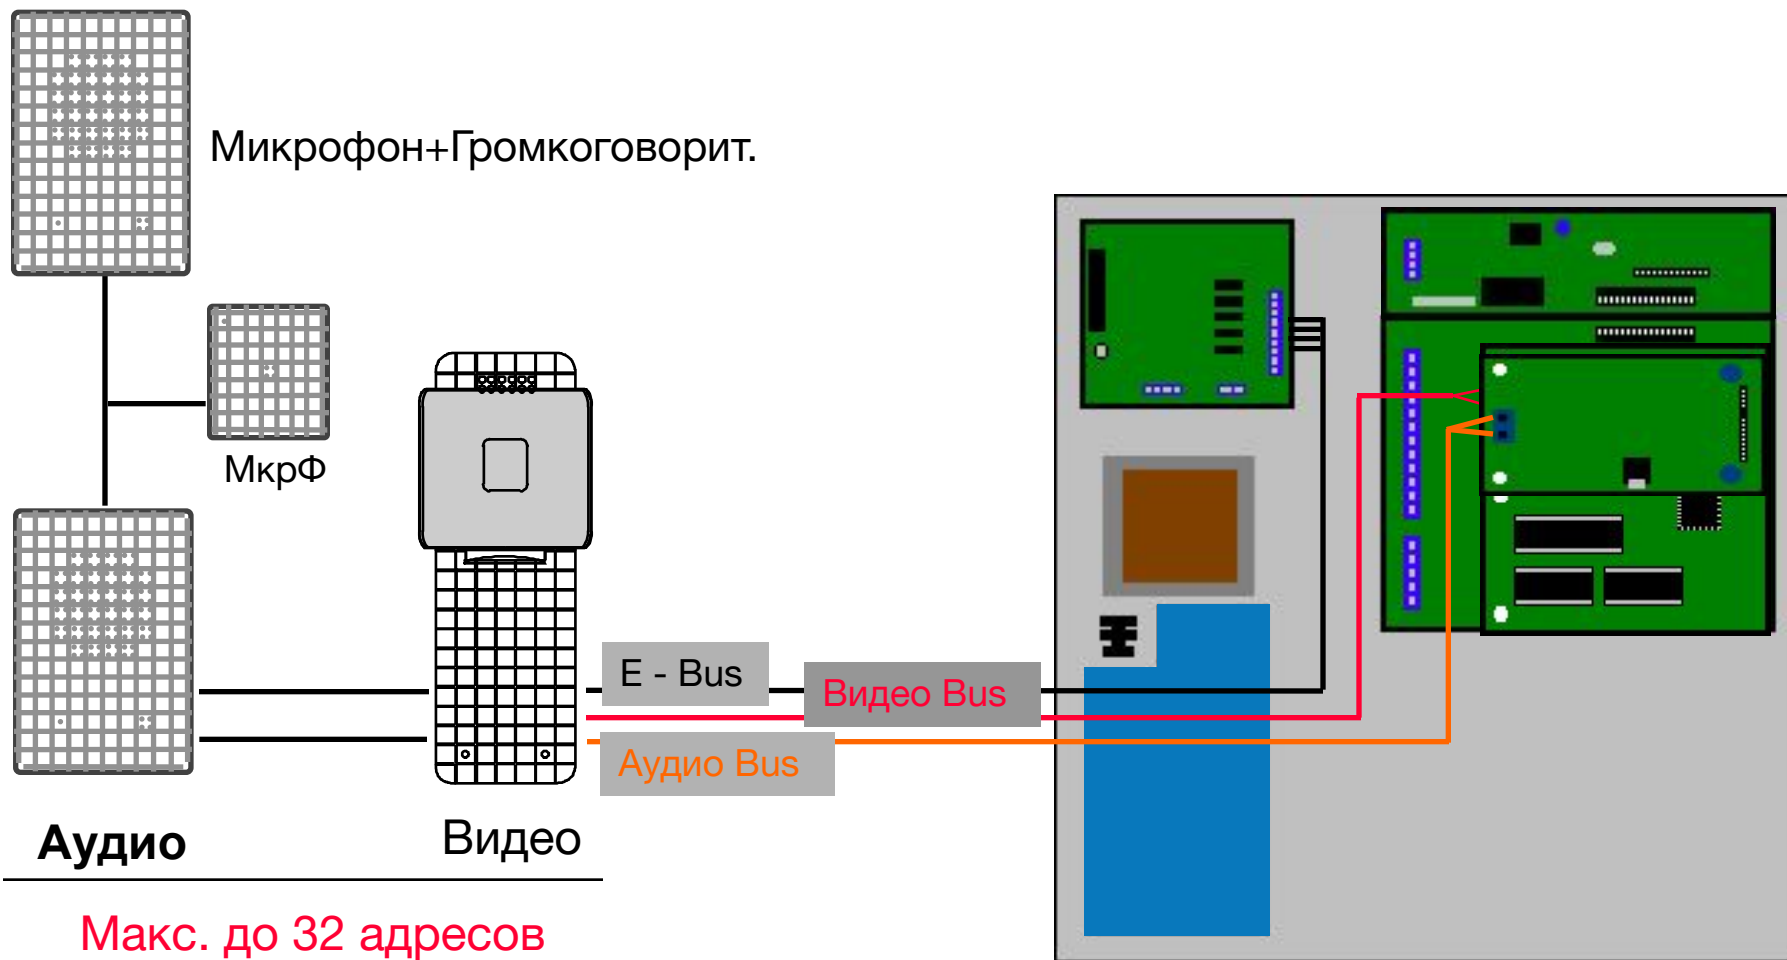 Микрофон+Громкоговорит.
МкрФ
E - Bus
Видео Bus
Аудио Bus
Аудио
Видео
Макс. до 32 адресов